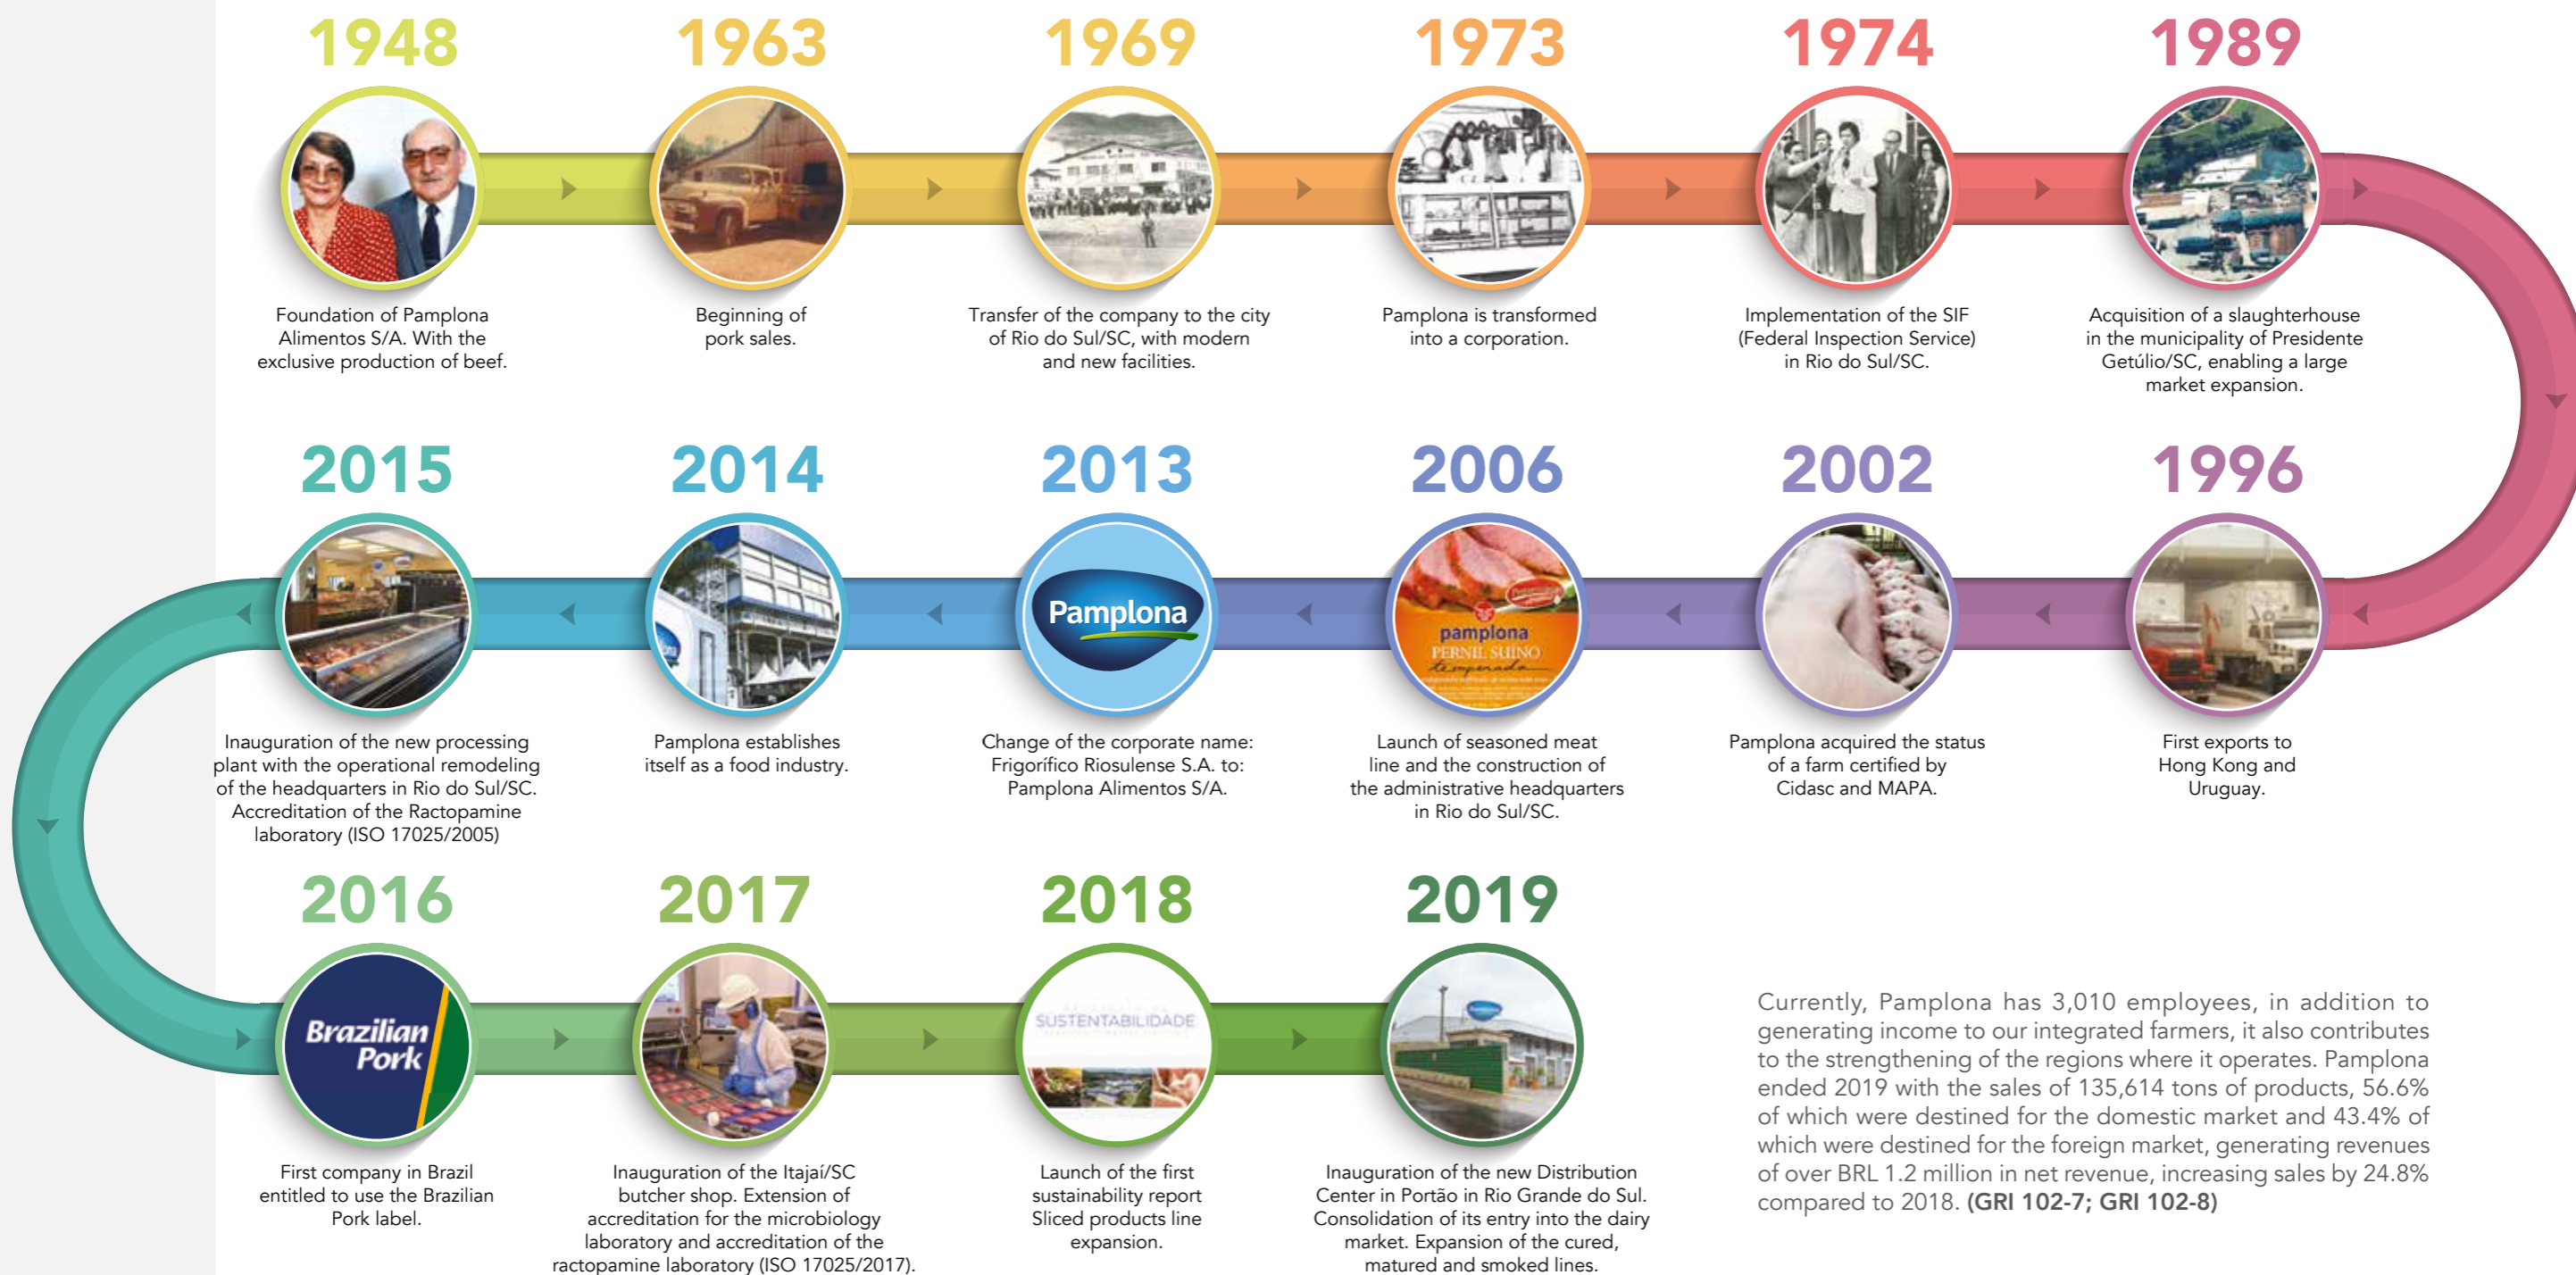 1948
Foundation of Pamplona
Alimentos S/A. With the
exclusive production of beef.
1963
Beginning of
pork sales.
1969
Transfer of the company to the city
of Rio do Sul/SC, with modern
and new facilities.
1973
Pamplona is transformed
into a corporation.
1974
Implementation of the SIF
(Federal Inspection Service)
in Rio do Sul/SC.
1989
Acquisition of a slaughterhouse
in the municipality of Presidente
Getúlio/SC, enabling a large
market expansion.
1996
First exports to
Hong Kong and
Uruguay.
2002
Pamplona acquired the status
of a farm certified by
Cidasc and MAPA.
2006
pamplona
PERNIL SUÍNO
temperado
Launch of seasoned meat
line and the construction of
the administrative headquarters
in Rio do Sul/SC.
2013
Pamplona
Change of the corporate name:
Frigorífico Riosulense S.A. to:
Pamplona Alimentos S/A.
2014
Pamplona establishes
itself as a food industry.
2015
Inauguration of the new processing
plant with the operational remodeling
of the headquarters in Rio do Sul/SC.
Accreditation of the Ractopamine
laboratory (ISO 17025/2005)
2016
Brazilian
Pork
First company in Brazil
entitled to use the Brazilian
Pork label.
2017
Inauguration of the Itajaí/SC
butcher shop. Extension of
accreditation for the microbiology
laboratory and accreditation of the
ractopamine laboratory (ISO 17025/2017).
2018
SUSTENTABILIDADE
Launch of the first
sustainability report
Sliced products line
expansion.
2019
Inauguration of the new Distribution
Center in Portão in Rio Grande do Sul.
Consolidation of its entry into the dairy
market. Expansion of the cured,
matured and smoked lines.
Currently, Pamplona has 3,010 employees, in addition to
generating income to our integrated farmers, it also contributes
to the strengthening of the regions where it operates. Pamplona
ended 2019 with the sales of 135,614 tons of products, 56.6%
of which were destined for the domestic market and 43.4% of
which were destined for the foreign market, generating revenues
of over BRL 1.2 million in net revenue, increasing sales by 24.8%
compared to 2018. (GRI 102-7; GRI 102-8)